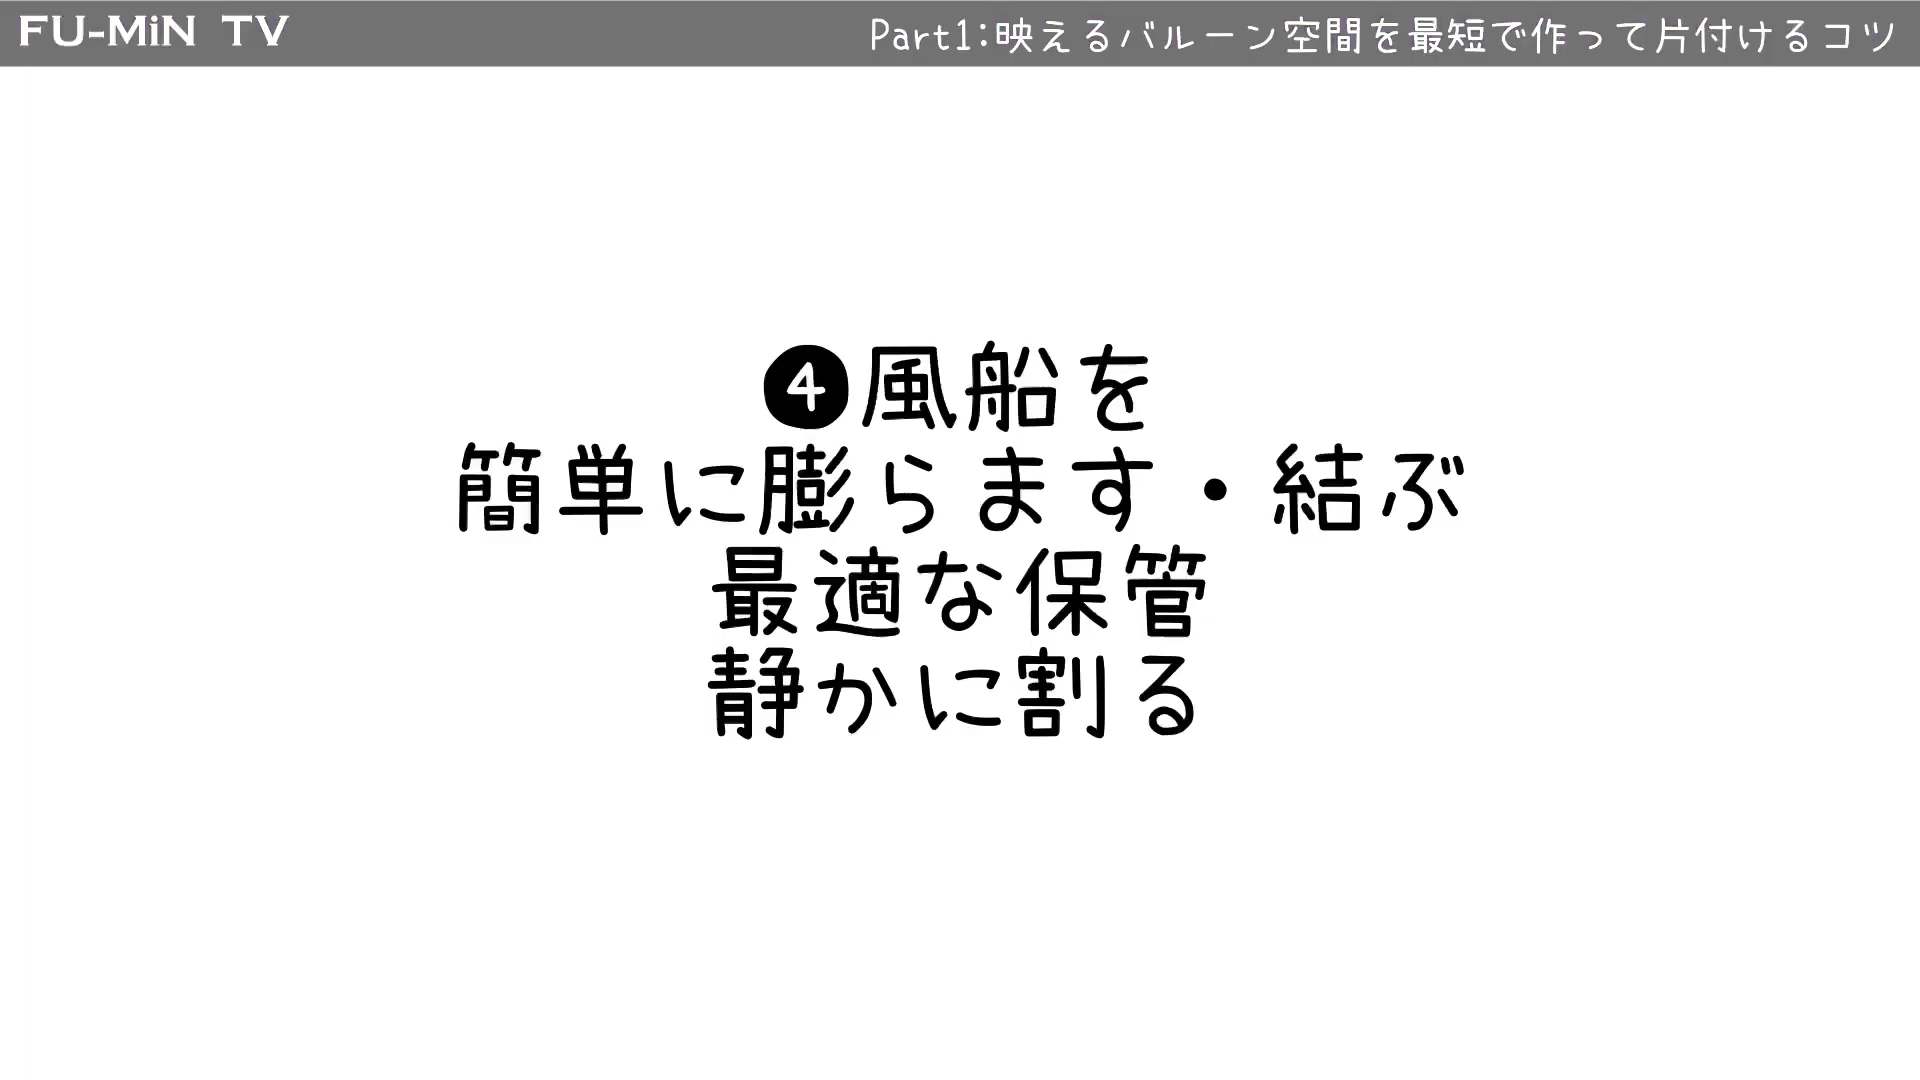 FU-MiN TV
Part1:映えるバルーン空間を最短で作って片付けるコツ
❹風船を
簡単に膨らます・結ぶ
最適な保管
静かに割る